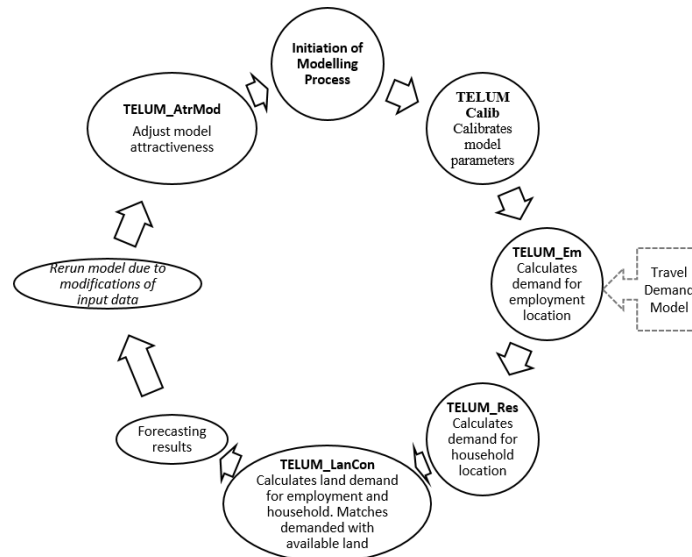 Initiation of
Modelling
Process
TELUM
Calib
Calibrates
model
parameters
TELUM_Em
Calculates
demand for
employment
location
Travel
Demand
Model
TELUM_Res
Calculates
demand for
household
location
TELUM_LanCon
Calculates land demand
for employment and
household. Matches
demanded with
available land
Forecasting
results
Rerun model due to
modifications of
input data
TELUM_AtrMod
Adjust model
attractiveness